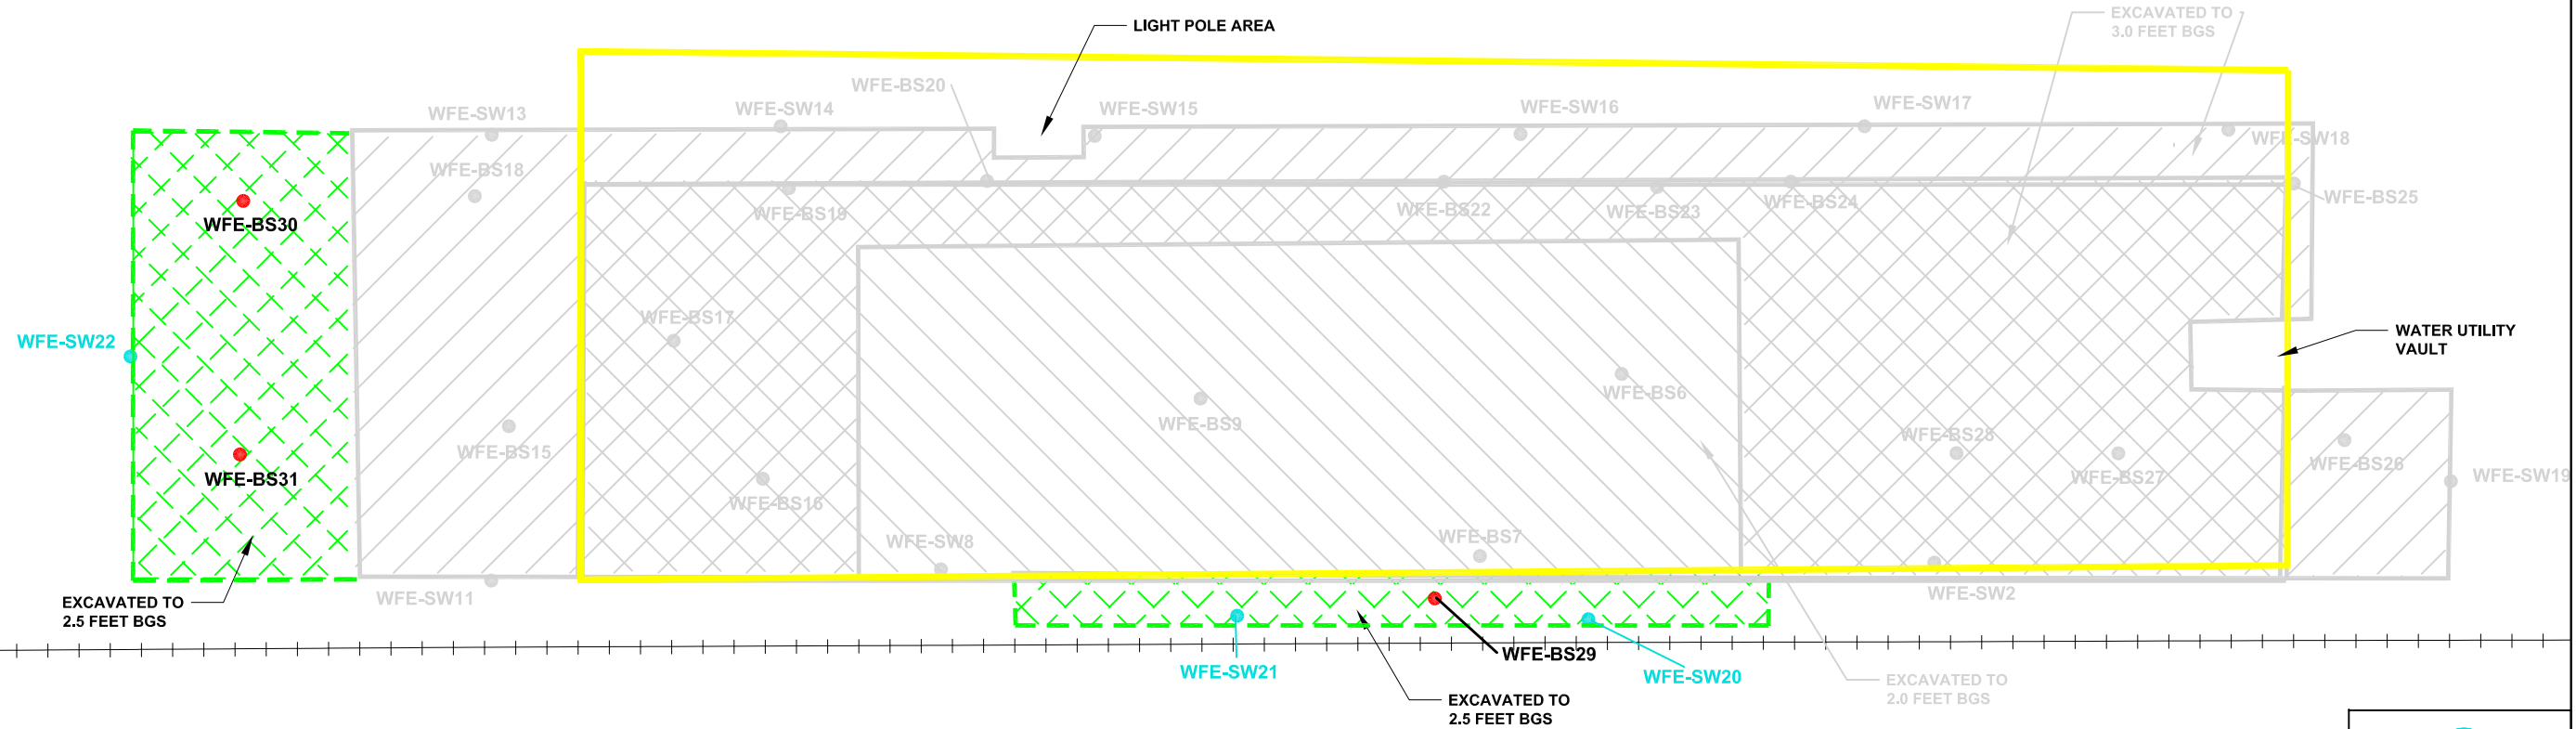 EXCAVATED TO
3.0 FEET BGS
LIGHT POLE AREA
WFE-BS20
WFE-SW13
WFE-SW14
WFE-SW15
WFE-SW16
WFE-SW17
WFE-SW18
WFE-BS18
WFE-BS30
WFE-BS19
WFE-BS22
WFE-BS23
WFE-BS24
WFE-BS25
WFE-BS17
WFE-SW22
WATER UTILITY
VAULT
WFE-BS6
WFE-BS9
WFE-BS15
WFE-BS28
WFE-BS31
WFE-BS16
WFE-BS27
WFE-BS26
WFE-SW19
WFE-SW8
WFE-BS7
WFE-SW11
WFE-SW2
EXCAVATED TO
2.5 FEET BGS
WFE-BS29
WFE-SW21
WFE-SW20
EXCAVATED TO
2.0 FEET BGS
EXCAVATED TO
2.5 FEET BGS